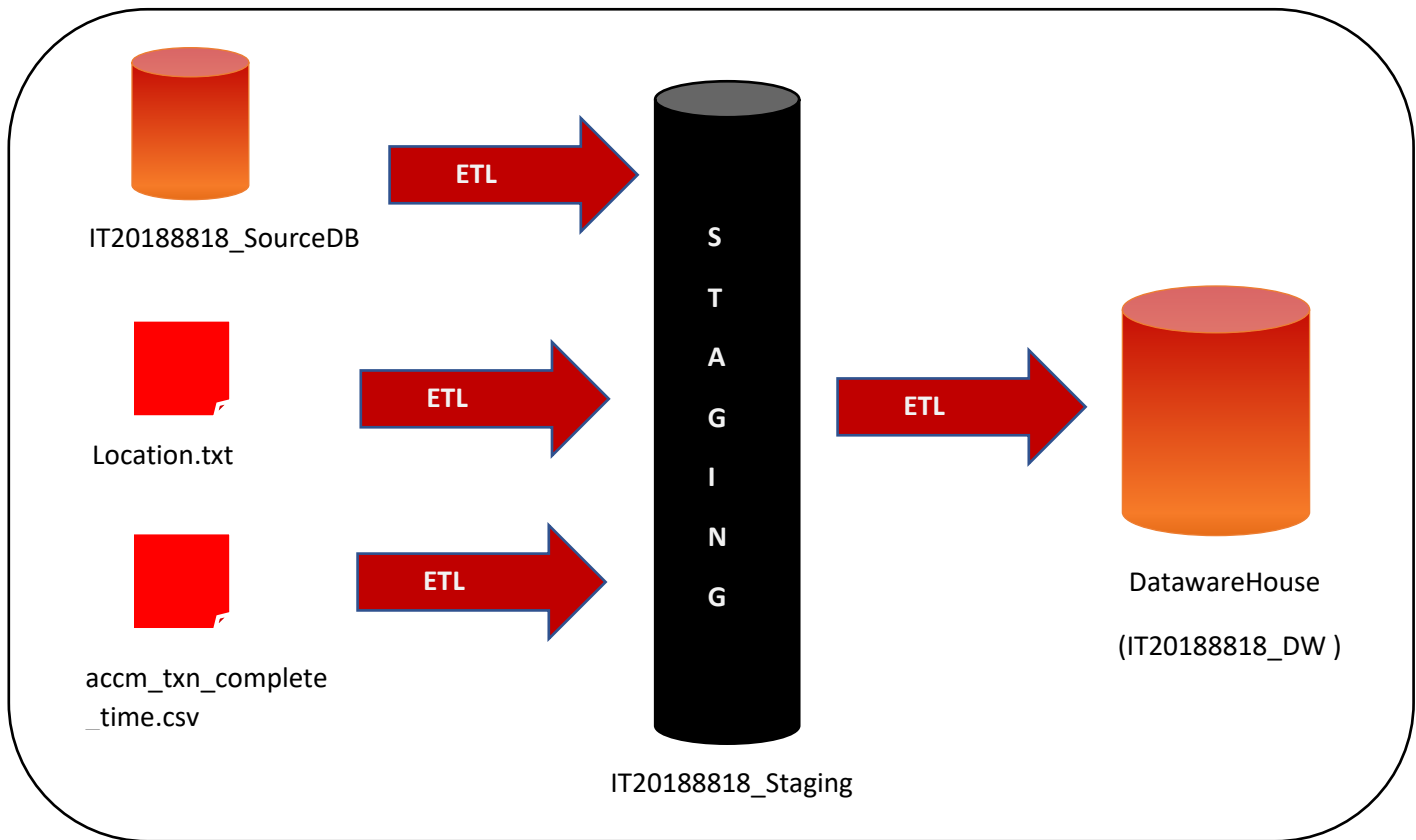 ETL
IT20188818_SourceDB
ETL
Location.txt
ETL
accm_txn_complete
_time.csv
S
T
A
G
I
N
G
IT20188818_Staging
ETL
DatawareHouse
(IT20188818_DW )